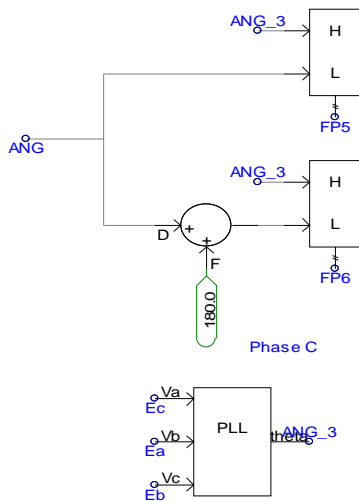 ANG_3
H
L
FP5
ANG
ANG_3
H
L
D
+
+
F
FP6
180.0
Phase C
Va
Ec
PLL
theta
ANG_3
Vb
Ea
Vc
Eb